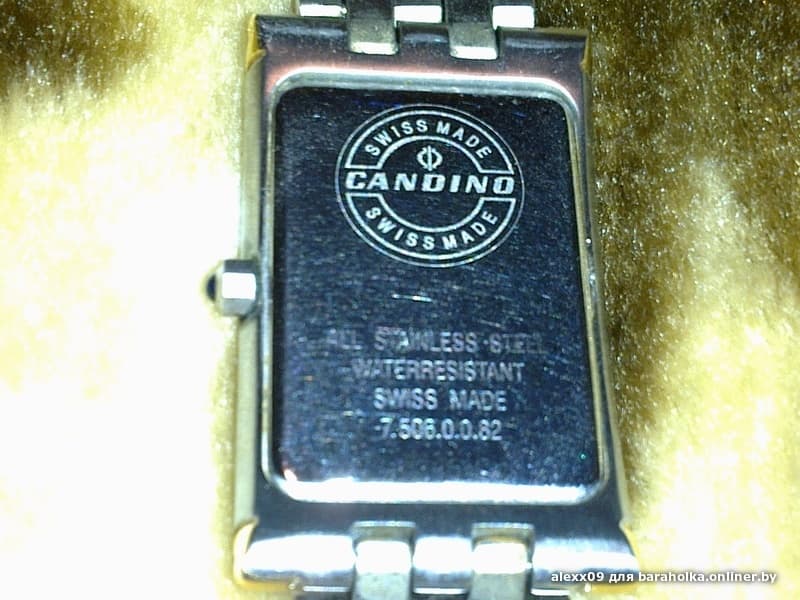 SWISS MADE
CANDINO
SWISS MADE
ALL STAINLESS STEEL
WATERRESISTANT
SWISS MADE
7.506.0.0.82
alexx09 для baraholka.onliner.by